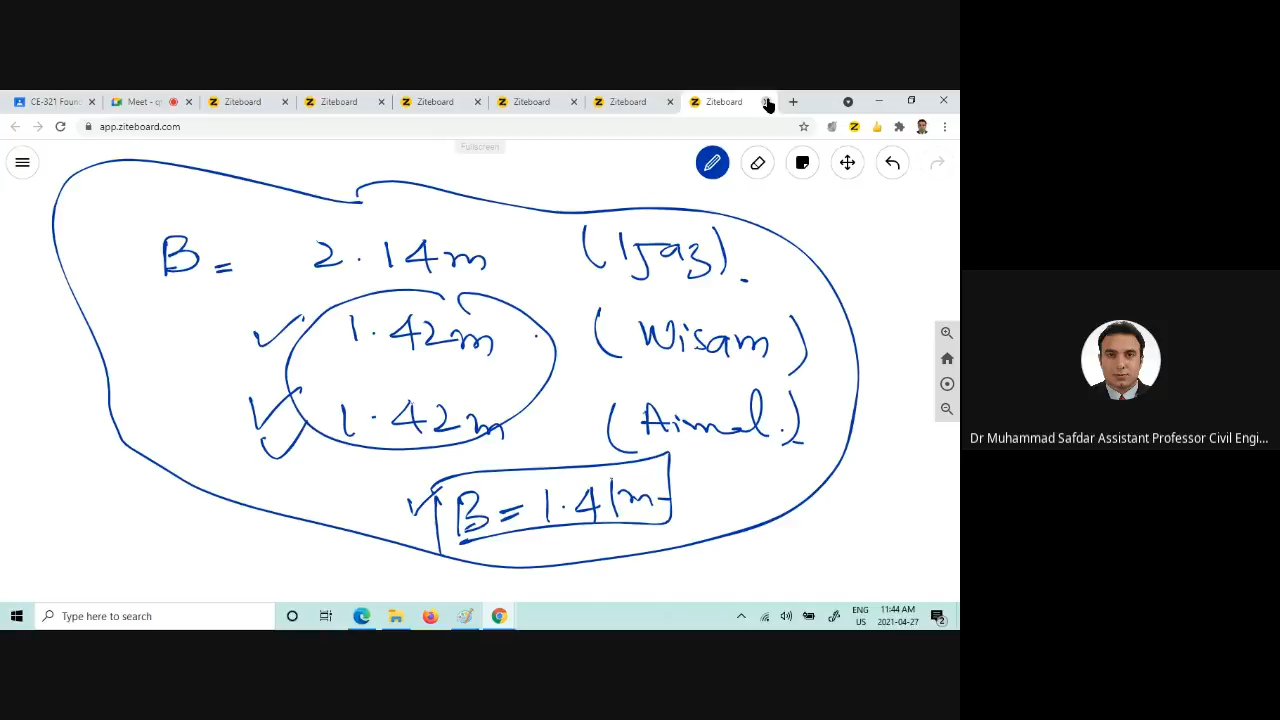 CE-321 Foun
Meet - q
Ziteboard
Ziteboard
Ziteboard
Ziteboard
Ziteboard
Ziteboard
app.ziteboard.com
Fullscreen
B = 2.14m (Ijaz).
1.42m (Wisam)
1.42m (Aimal.)
B = 1.41m
Dr Muhammad Safdar Assistant Professor Civil Engi...
Type here to search
ENG
US
11:44 AM
2021-04-27
2